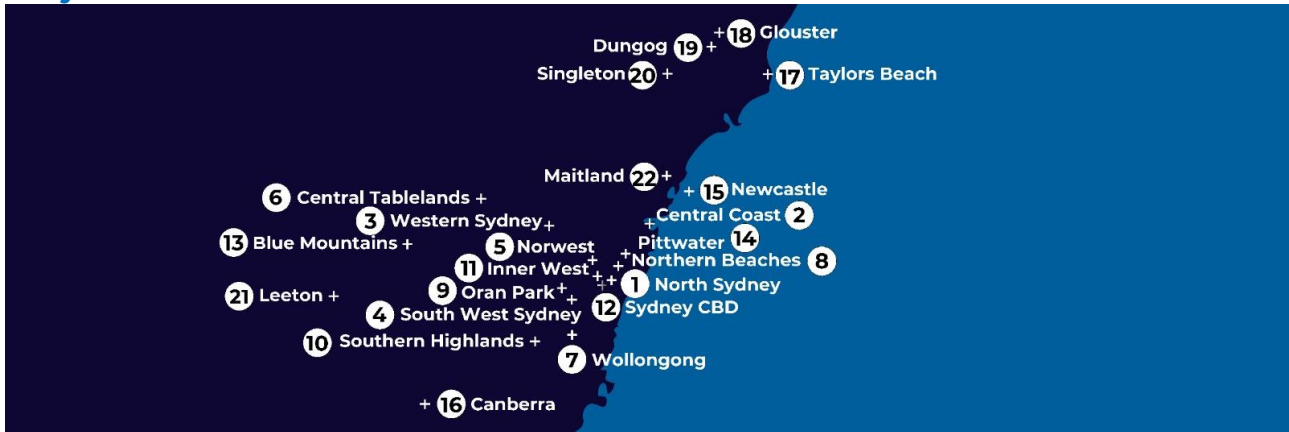 18 Glouster
Dungog 19
Singleton 20
17 Taylors Beach
Maitland 22
15 Newcastle
6 Central Tablelands
Central Coast 2
3 Western Sydney
13 Blue Mountains
5 Norwest
Pittwater 14
Northern Beaches 8
11 Inner West
1 North Sydney
9 Oran Park
21 Leeton
12 Sydney CBD
4 South West Sydney
10 Southern Highlands
7 Wollongong
16 Canberra